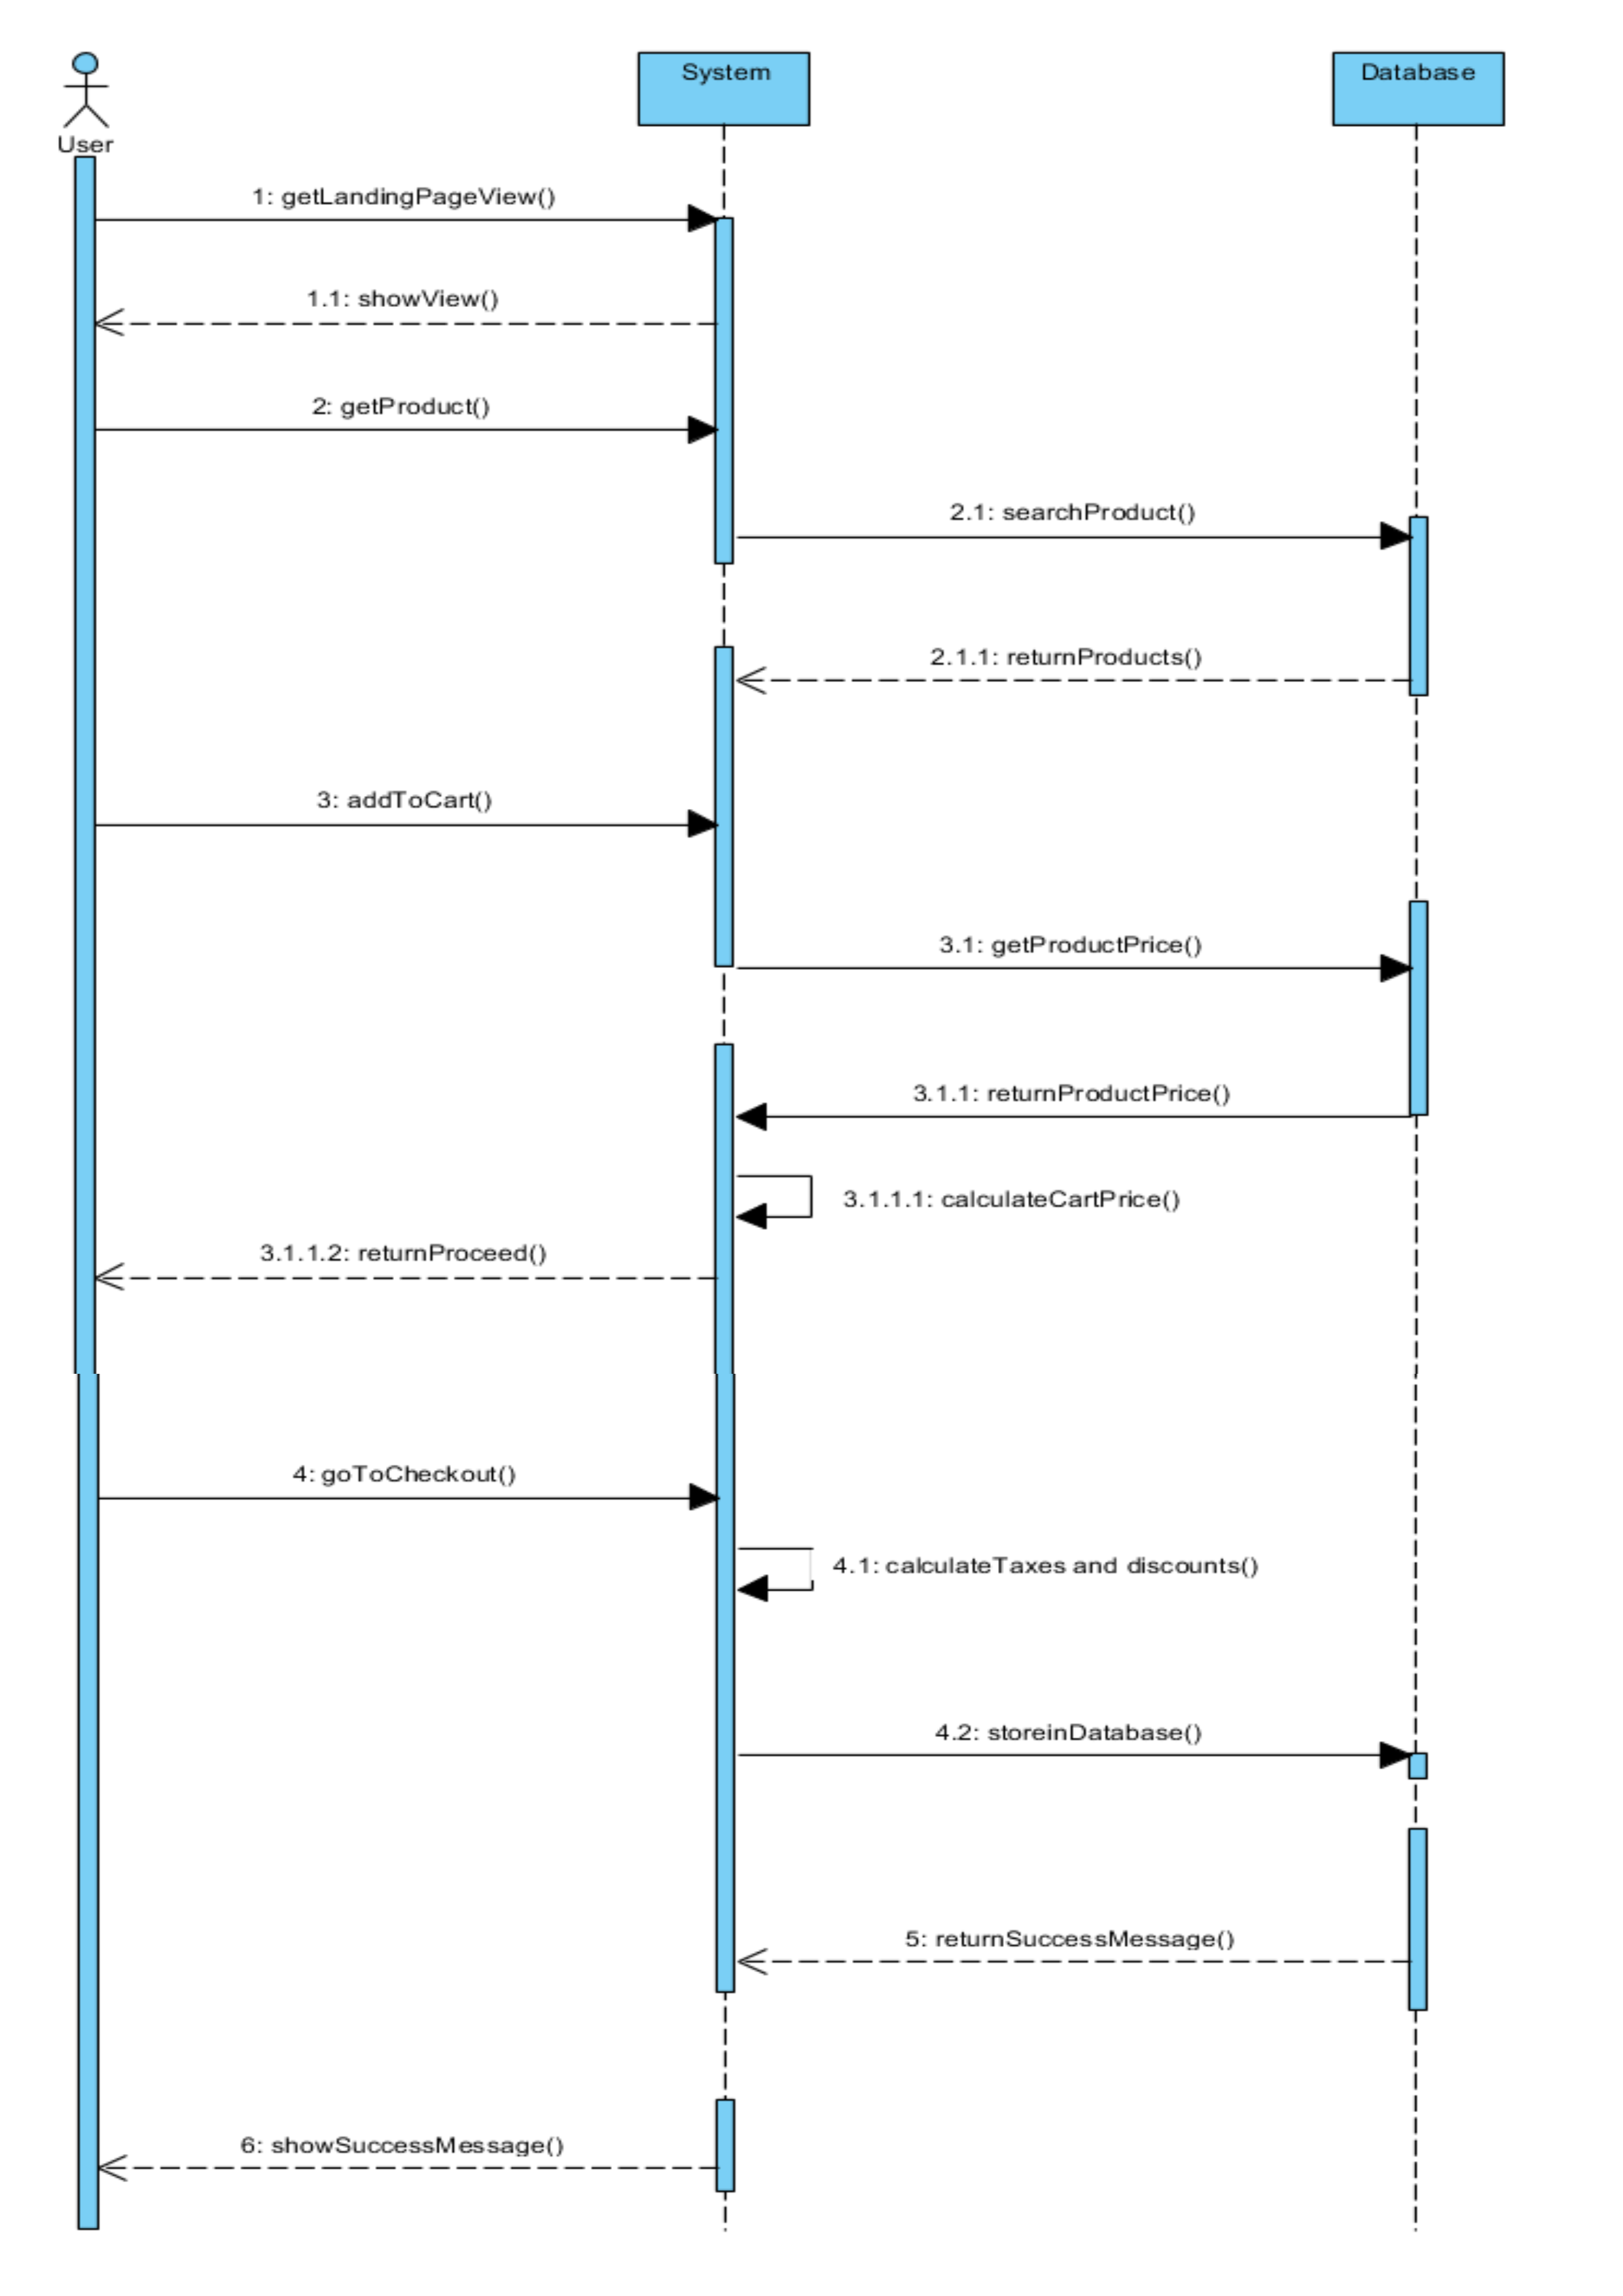 System
Database
User
1: getLandingPageView()
1.1: showView()
2: getProduct()
2.1: searchProduct()
2.1.1: returnProducts()
3: addToCart()
3.1: getProductPrice()
3.1.1: returnProductPrice()
3.1.1.1: calculateCartPrice()
3.1.1.2: returnProceed()
4: goToCheckout()
4.1: calculateTaxes and discounts()
4.2: storeinDatabase()
5: returnSuccessMessage()
6: showSuccessMessage()